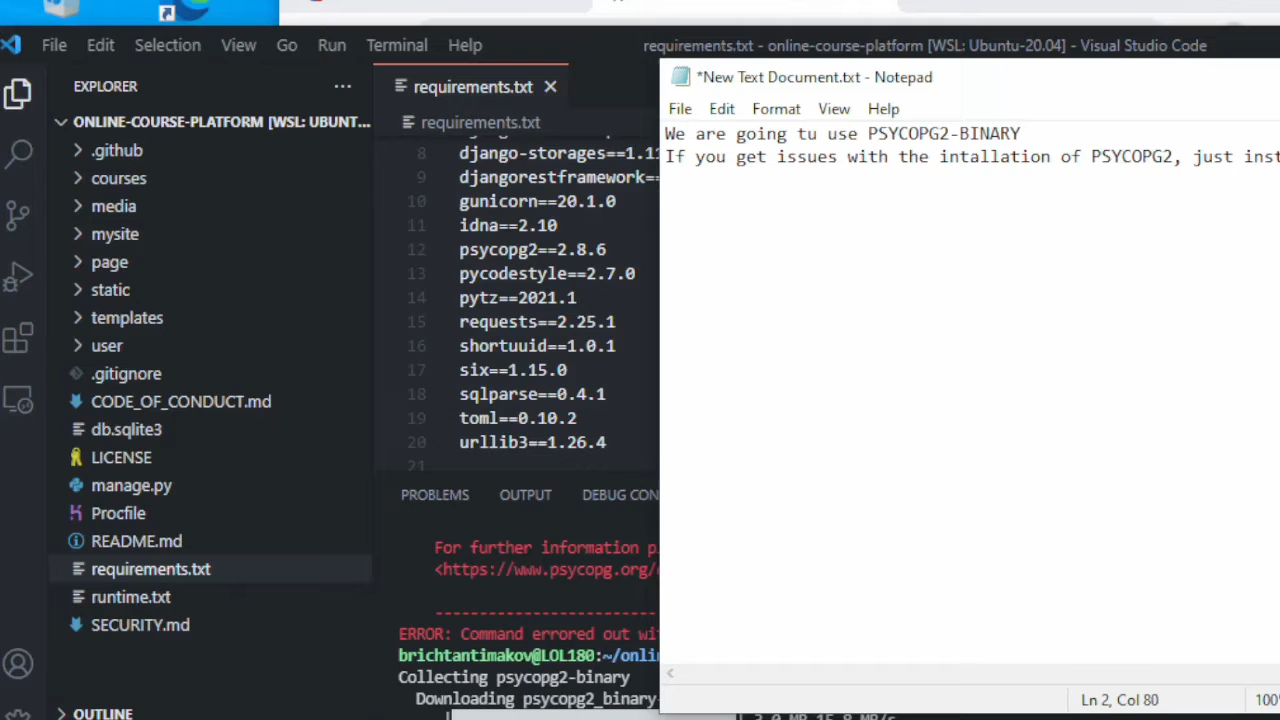 File Edit Selection View Go Run Terminal Help
requirements.txt - online-course-platform [WSL: Ubuntu-20.04] - Visual Studio Code
EXPLORER
ONLINE-COURSE-PLATFORM [WSL: UBUNT...
.github
courses
media
mysite
page
static
templates
user
.gitignore
CODE_OF_CONDUCT.md
db.sqlite3
LICENSE
manage.py
Procfile
README.md
requirements.txt
runtime.txt
SECURITY.md
OUTLINE
requirements.txt
requirements.txt
8 django-storages==1.11
9 djangorestframework==
10 gunicorn==20.1.0
11 idna==2.10
12 psycopg2==2.8.6
13 pycodestyle==2.7.0
14 pytz==2021.1
15 requests==2.25.1
16 shortuuid==1.0.1
17 six==1.15.0
18 sqlparse==0.4.1
19 toml==0.10.2
20 urllib3==1.26.4
21
PROBLEMS OUTPUT DEBUG CON
For further information p
<https://www.psycopg.org/
ERROR: Command errored out wi
brichtantimakov@LOL180:~/onli
Collecting psycopg2-binary
Downloading psycopg2_binary
*New Text Document.txt - Notepad
File Edit Format View Help
We are going tu use PSYCOPG2-BINARY
If you get issues with the intallation of PSYCOPG2, just inst
Ln 2, Col 80
100